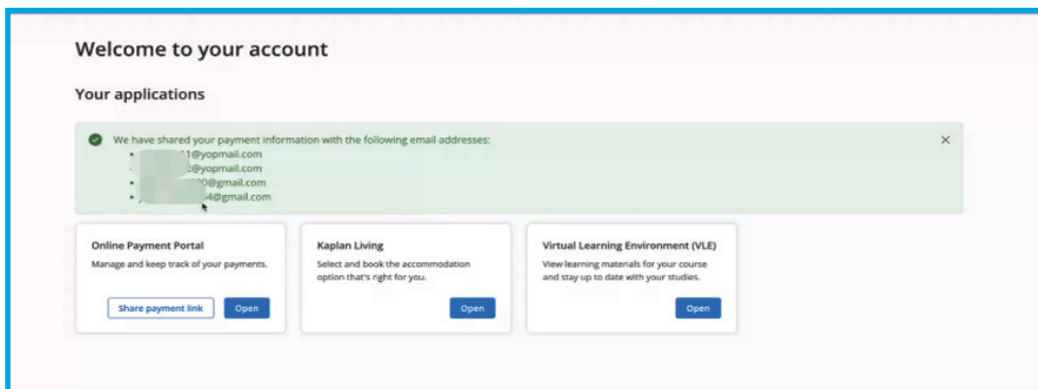 Welcome to your account
Your applications
We have shared your payment information with the following email addresses:
1@yopmail.com
@yopmail.com
0@gmail.com
4@gmail.com
Online Payment Portal
Manage and keep track of your payments.
Share payment link
Open
Kaplan Living
Select and book the accommodation
option that's right for you.
Open
Virtual Learning Environment (VLE)
View learning materials for your course
and stay up to date with your studies.
Open